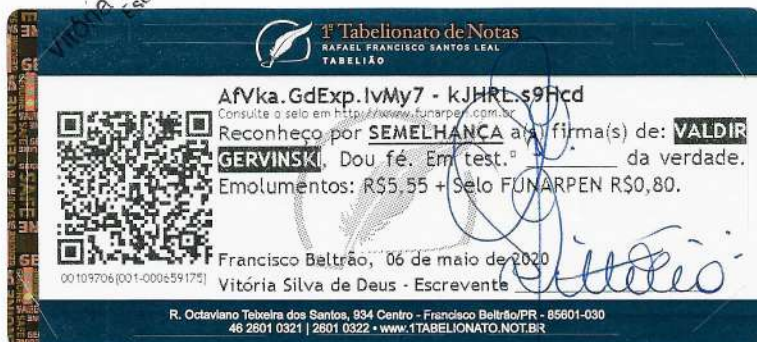 Vitória
1º Tabelionato de Notas
RAFAEL FRANCISCO SANTOS LEAL
TABELIÃO
AfVka.GdExp.IvMy7 - kJHRL.s9Hcd
Consulte o selo em http://www.funarpen.com.br
Reconheço por SEMELHANÇA a(s) firma(s) de: VALDIR
GERVINSKI, Dou fé. Em test.º ______ da verdade.
Emolumentos: R$5,55 + Selo FUNARPEN R$0,80.
Francisco Beltrão, 06 de maio de 2020
Vitória Silva de Deus - Escrevente
00109706(001-000659175)
R. Octaviano Teixeira dos Santos, 934 Centro - Francisco Beltrão/PR - 85601-030
46 2601 0321 | 2601 0322 • www.1TABELIONATO.NOT.BR